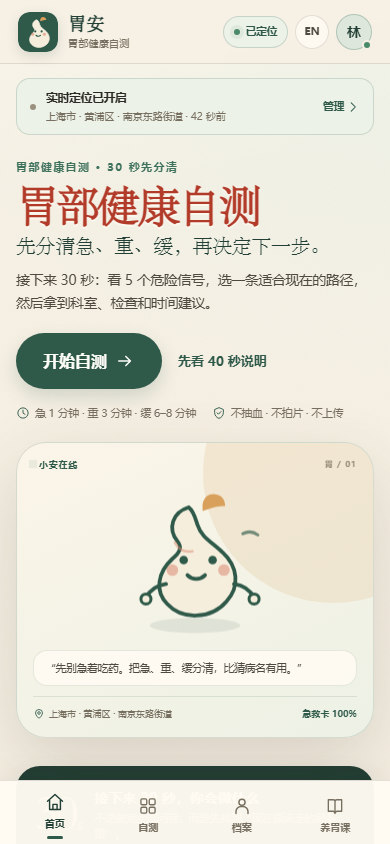 胃安
胃部健康自测
已定位
EN
林
实时定位已开启
上海市 · 黄浦区 · 南京东路街道 · 42 秒前
管理
胃部健康自测 • 30 秒先分清
胃部健康自测
先分清急、重、缓，再决定下一步。
接下来 30 秒：看 5 个危险信号，选一条适合现在的路径，
然后拿到科室、检查和时间建议。
开始自测 →
先看 40 秒说明
急 1 分钟 · 重 3 分钟 · 缓 6–8 分钟
不抽血 · 不拍片 · 不上传
小安在线
胃 / 01
“先别急着吃药。把急、重、缓分清，比猜病名有用。”
上海市 · 黄浦区 · 南京东路街道
急救卡 100%
首页
自测
档案
养胃课